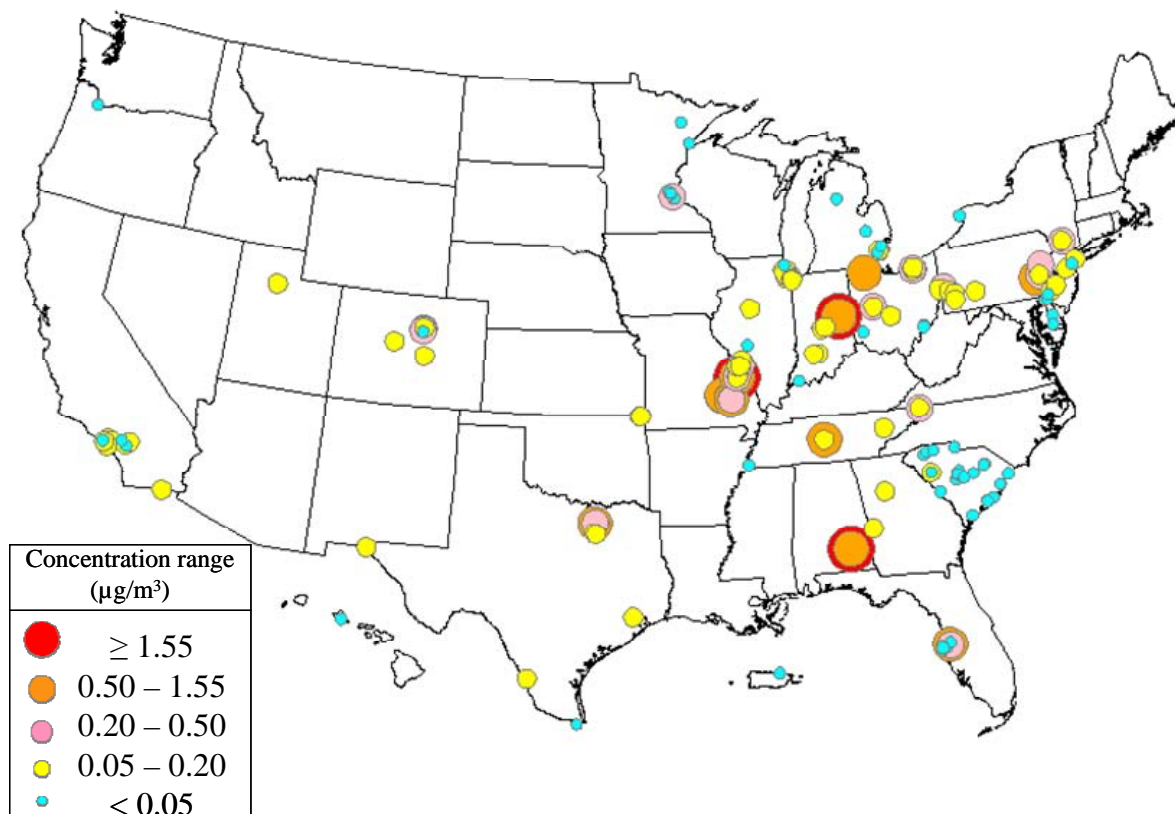 Concentration range
(µg/m³)
≥ 1.55
0.50 – 1.55
0.20 – 0.50
0.05 – 0.20
< 0.05